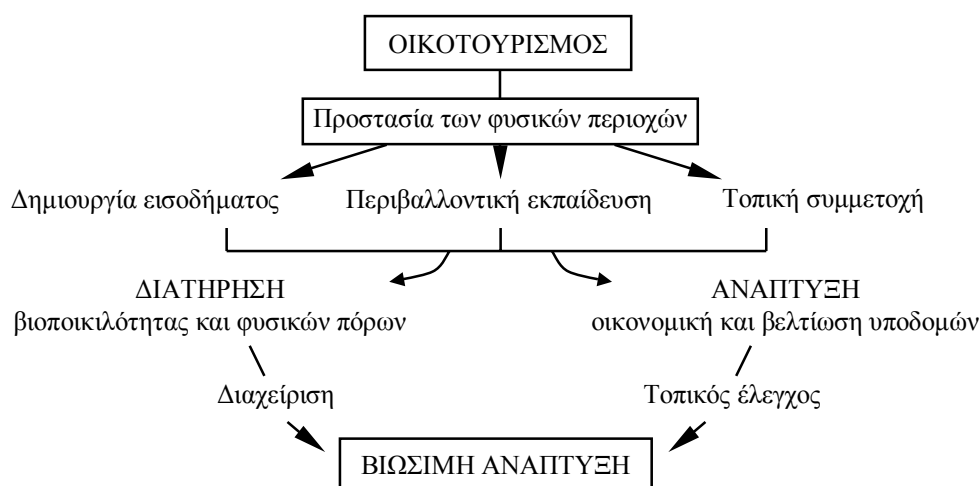 ΟΙΚΟΤΟΥΡΙΣΜΟΣ
Προστασία των φυσικών περιοχών
Δημιουργία εισοδήματος
Περιβαλλοντική εκπαίδευση
Τοπική συμμετοχή
ΔΙΑΤΗΡΗΣΗ
βιοποικιλότητας και φυσικών πόρων
ΑΝΑΠΤΥΞΗ
οικονομική και βελτίωση υποδομών
Διαχείριση
Τοπικός έλεγχος
ΒΙΩΣΙΜΗ ΑΝΑΠΤΥΞΗ